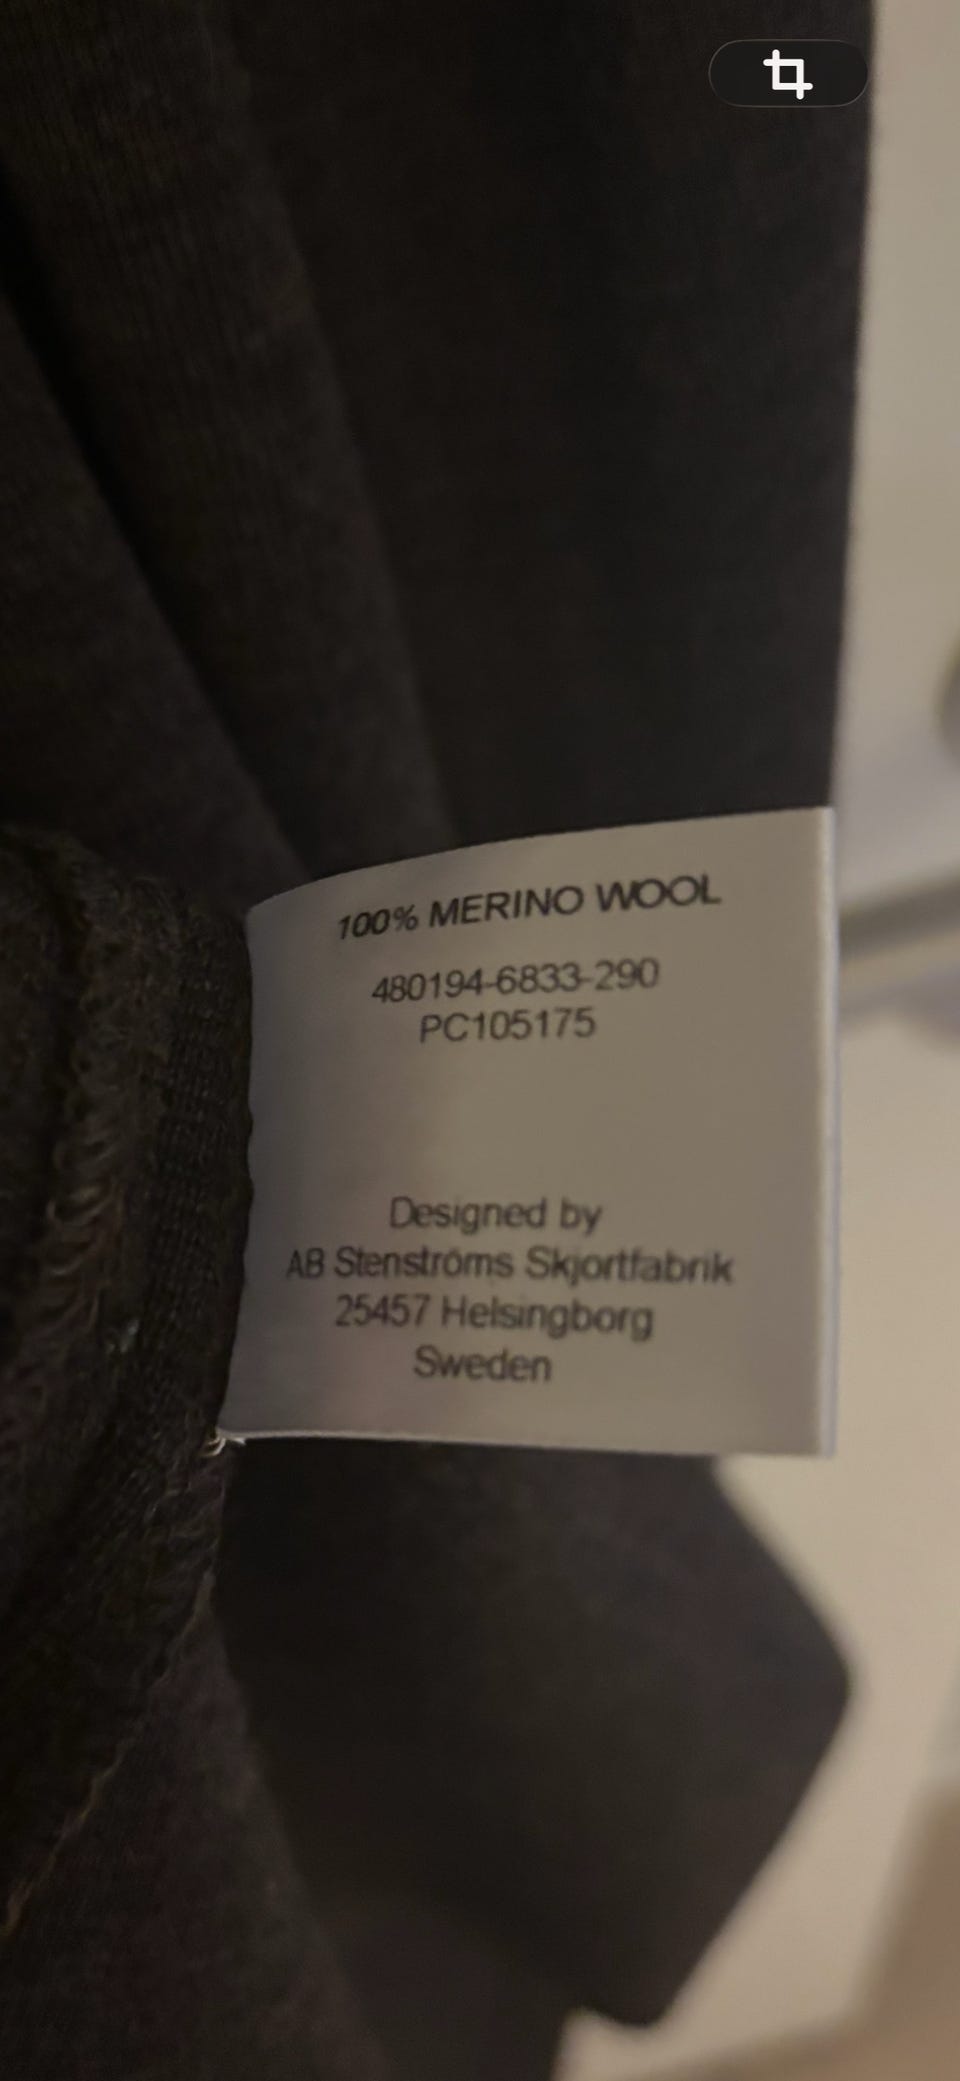 100% MERINO WOOL
480194-6833-290
PC105175
Designed by
AB Stenströms Skjortfabrik
25457 Helsingborg
Sweden